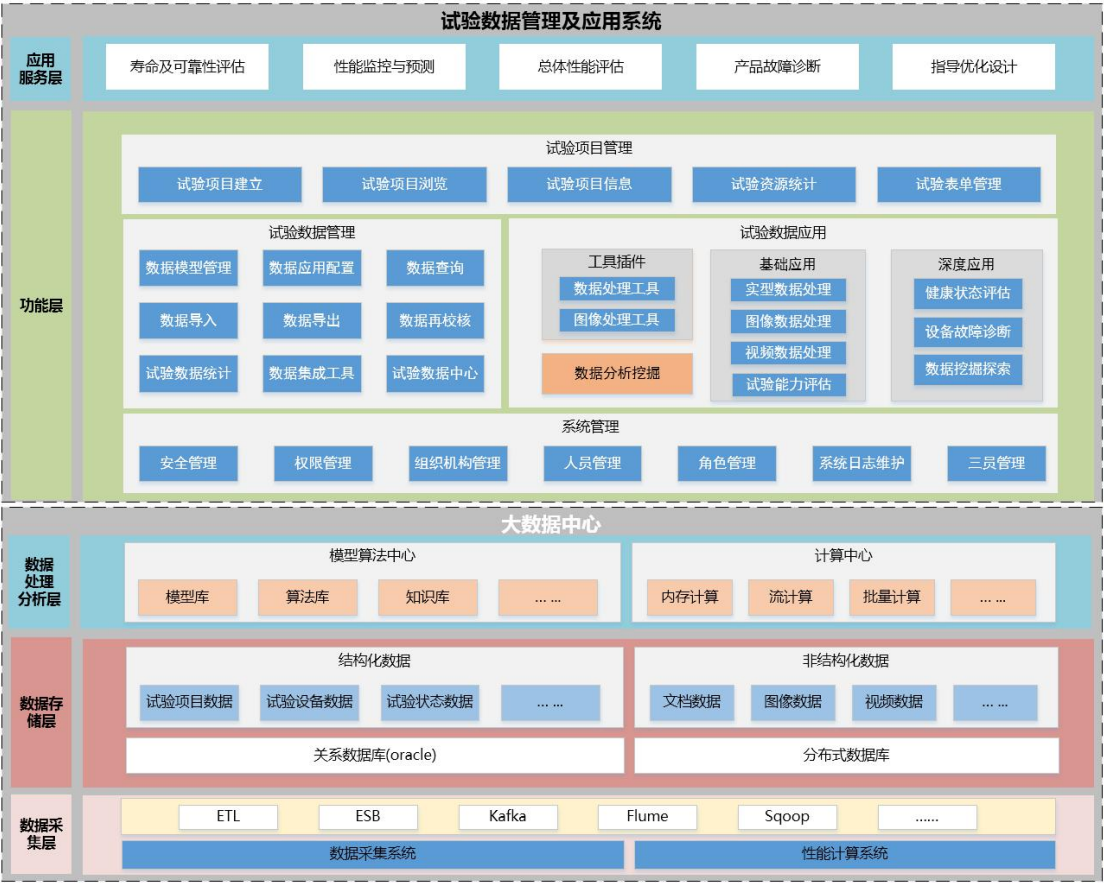 试验数据管理及应用系统
应用
服务层
寿命及可靠性评估
性能监控与预测
总体性能评估
产品故障诊断
指导优化设计
功能层
试验项目管理
试验项目建立
试验项目浏览
试验项目信息
试验资源统计
试验表单管理
试验数据管理
数据模型管理
数据应用配置
数据查询
数据导入
数据导出
数据再校核
试验数据统计
数据集成工具
试验数据中心
试验数据应用
工具插件
数据处理工具
图像处理工具
数据分析挖掘
基础应用
实型数据处理
图像数据处理
视频数据处理
试验能力评估
深度应用
健康状态评估
设备故障诊断
数据挖掘探索
系统管理
安全管理
权限管理
组织机构管理
人员管理
角色管理
系统日志维护
三员管理
大数据中心
数据
处理
分析层
模型算法中心
模型库
算法库
知识库
... ...
计算中心
内存计算
流计算
批量计算
... ...
数据存
储层
结构化数据
试验项目数据
试验设备数据
试验状态数据
... ...
非结构化数据
文档数据
图像数据
视频数据
... ...
关系数据库(oracle)
分布式数据库
数据采
集层
ETL
ESB
Kafka
Flume
Sqoop
......
数据采集系统
性能计算系统